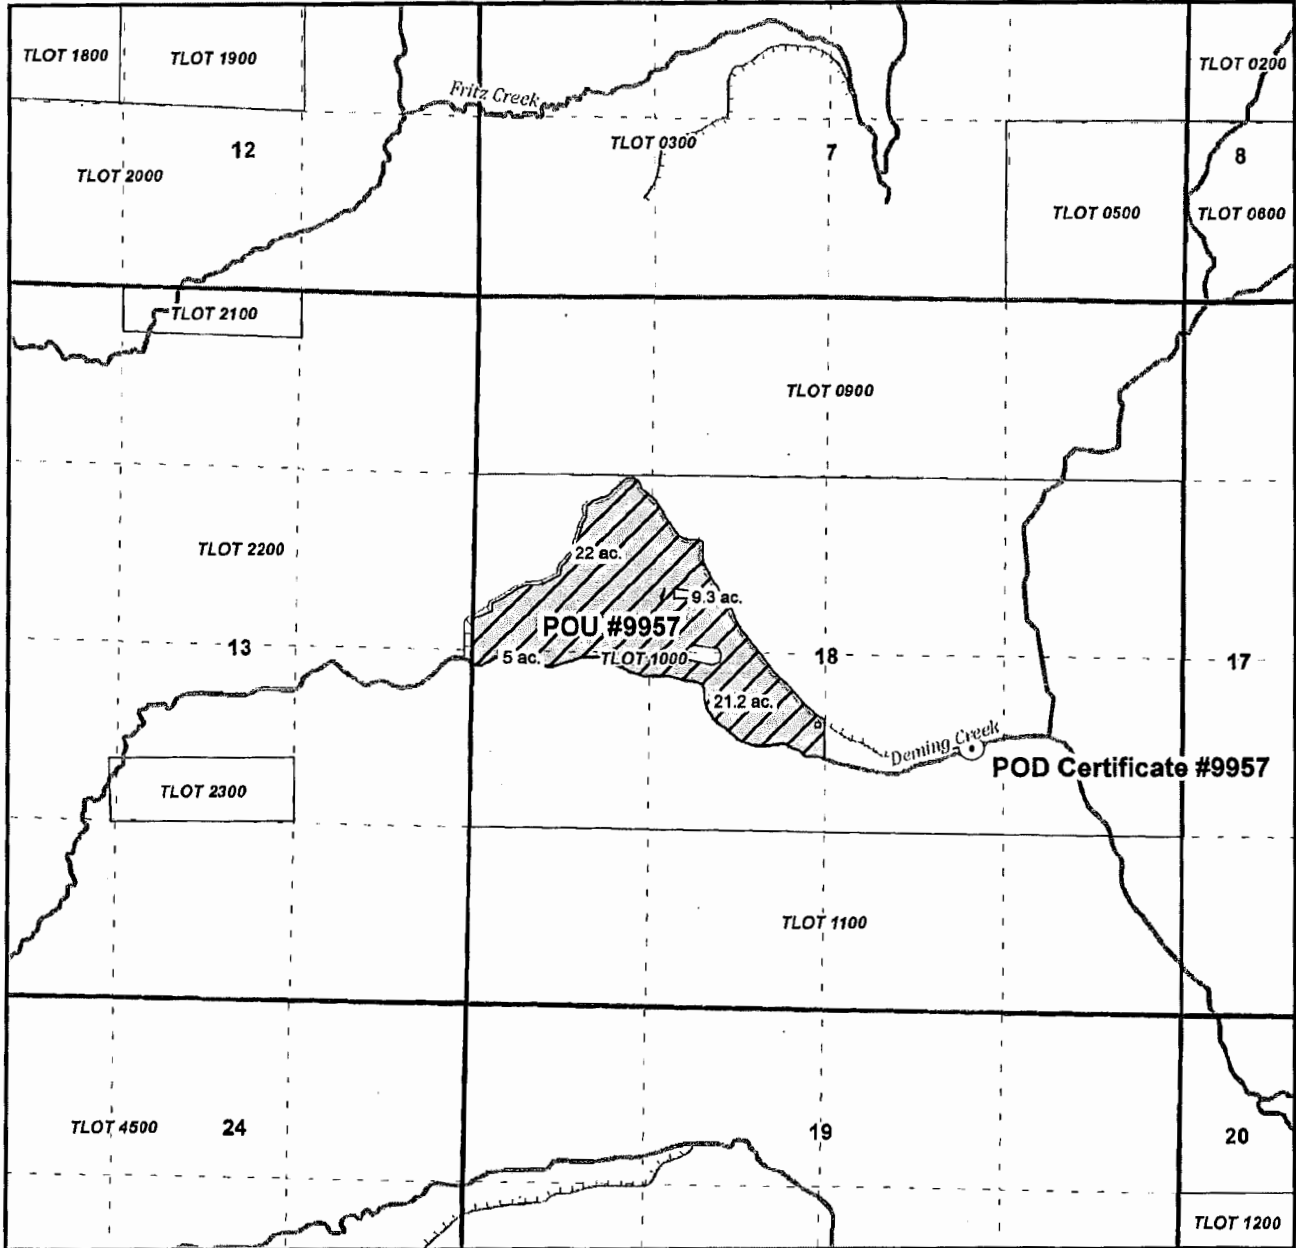 TLOT 1800
TLOT 1900
TLOT 0200
Fritz Creek
TLOT 0300
12
7
8
TLOT 2000
TLOT 0500
TLOT 0600
TLOT 2100
TLOT 0900
TLOT 2200
22 ac.
9.3 ac.
POU #9957
13
5 ac.
TLOT 1000
18
17
21.2 ac.
Deming Creek
POD Certificate #9957
TLOT 2300
TLOT 1100
TLOT 4500
24
19
20
TLOT 1200